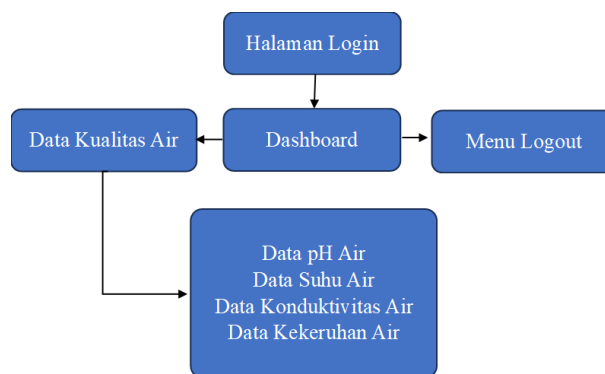 Halaman Login
Data Kualitas Air
Dashboard
Menu Logout
Data pH Air
Data Suhu Air
Data Konduktivitas Air
Data Kekeruhan Air